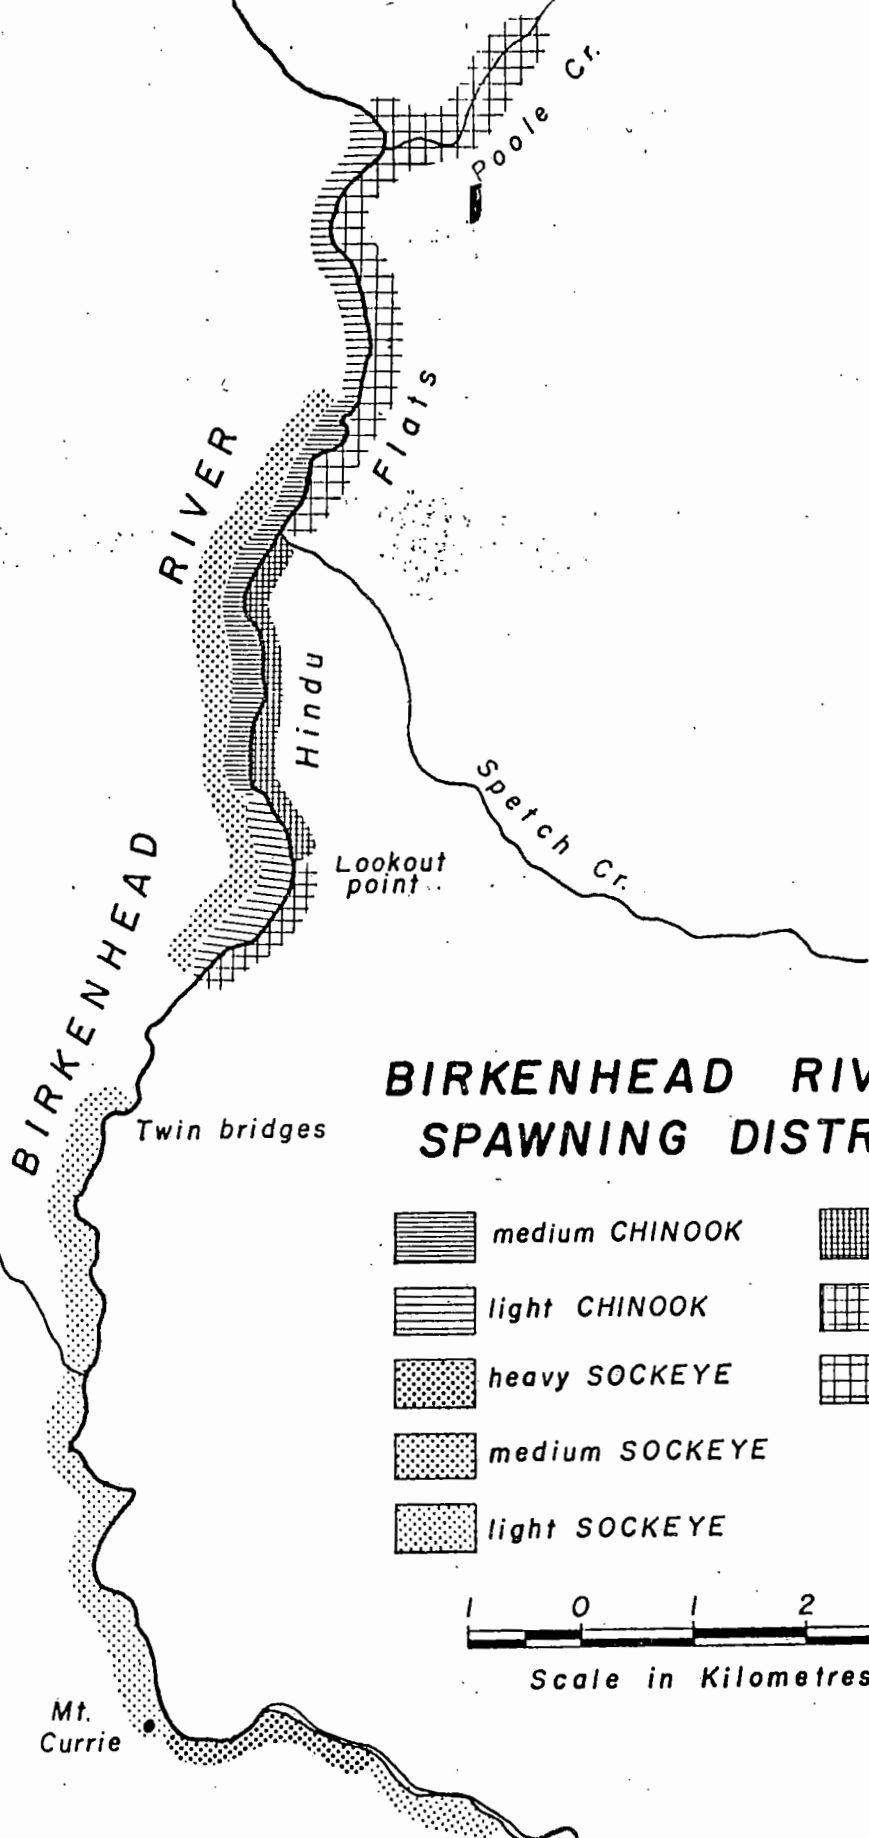 Poole Cr.
Flats
RIVER
Hindu
Spetch Cr.
Lookout
point
BIRKENHEAD
BIRKENHEAD RIV
SPAWNING DISTR
Twin bridges
medium CHINOOK
light CHINOOK
heavy SOCKEYE
medium SOCKEYE
light SOCKEYE
1 0 1 2
Scale in Kilometres
Mt.
Currie